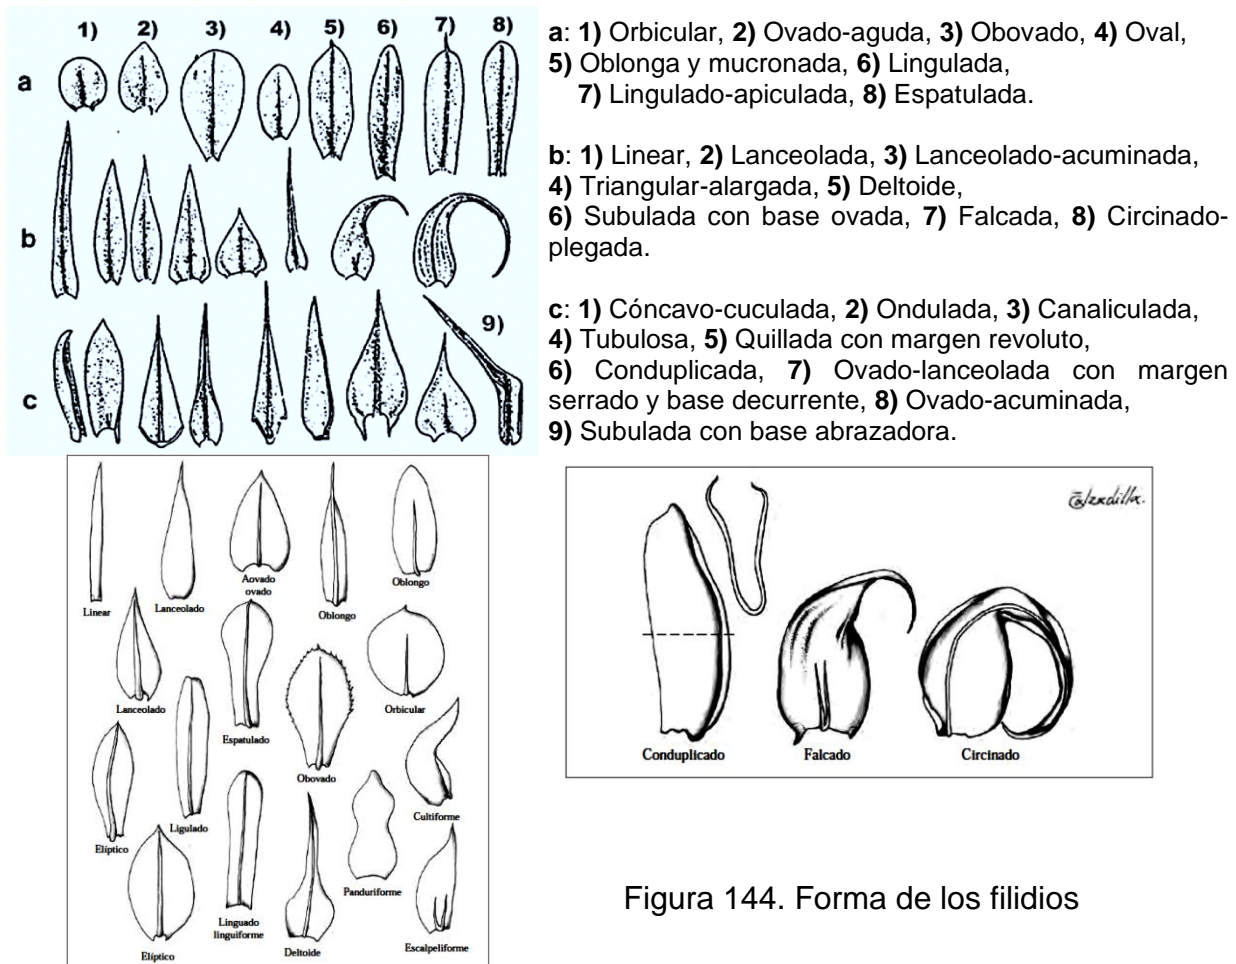 1) 2) 3) 4) 5) 6) 7) 8)
a
b
c
9)
a: 1) Orbicular, 2) Ovado-aguda, 3) Obovado, 4) Oval,
5) Oblonga y mucronada, 6) Lingulada,
7) Lingulado-apiculada, 8) Espatulada.
b: 1) Linear, 2) Lanceolada, 3) Lanceolado-acuminada,
4) Triangular-alargada, 5) Deltoide,
6) Subulada con base ovada, 7) Falcada, 8) Circinado-
plegada.
c: 1) Cóncavo-cuculada, 2) Ondulada, 3) Canaliculada,
4) Tubulosa, 5) Quillada con margen revoluto,
6) Conduplicada, 7) Ovado-lanceolada con margen
serrado y base decurrente, 8) Ovado-acuminada,
9) Subulada con base abrazadora.
Linear
Lanceolado
Aovado
ovado
Oblongo
Oblongo
Lanceolado
Espatulado
Orbicular
Obovado
Cultiforme
Elíptico
Ligulado
Panduriforme
Elíptico
Linguado
linguiforme
Deltoide
Escalpeliforme
Calzadilla.
Conduplicado
Falcado
Circinado
Figura 144. Forma de los filidios